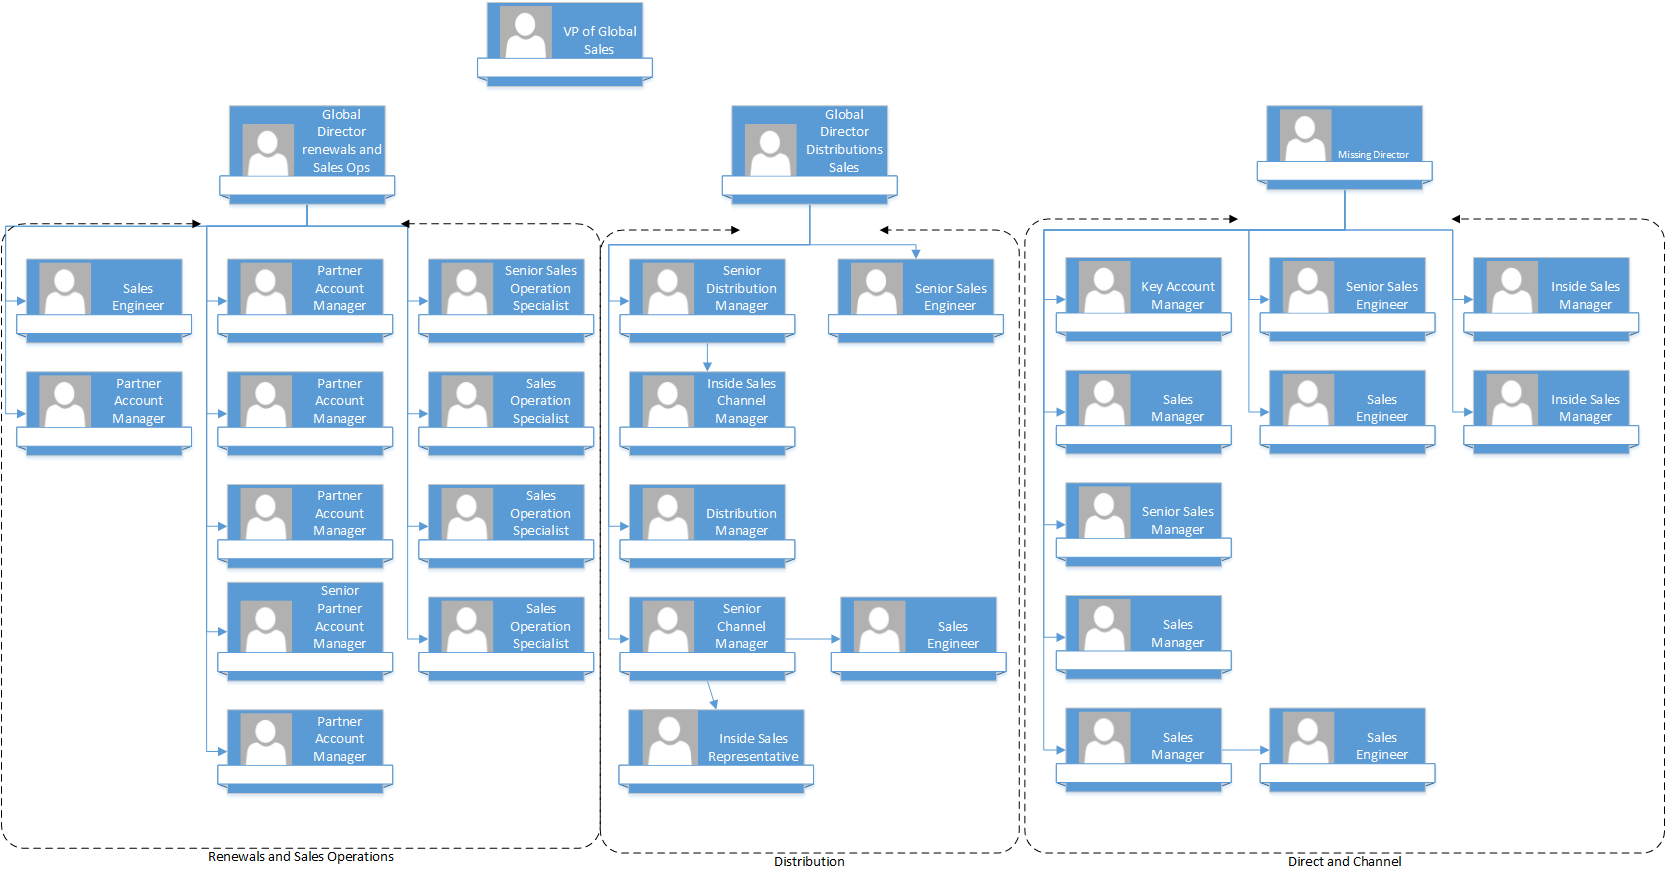 VP of Global
Sales
Global
Director
renewals and
Sales Ops
Global
Director
Distributions
Sales
Missing Director
Sales
Engineer
Partner
Account
Manager
Senior Sales
Operation
Specialist
Partner
Account
Manager
Partner
Account
Manager
Sales
Operation
Specialist
Partner
Account
Manager
Sales
Operation
Specialist
Senior
Partner
Account
Manager
Sales
Operation
Specialist
Partner
Account
Manager
Renewals and Sales Operations
Senior
Distribution
Manager
Senior Sales
Engineer
Inside Sales
Channel
Manager
Distribution
Manager
Senior
Channel
Manager
Sales
Engineer
Inside Sales
Representative
Distribution
Key Account
Manager
Senior Sales
Engineer
Inside Sales
Manager
Sales
Manager
Sales
Engineer
Inside Sales
Manager
Senior Sales
Manager
Sales
Manager
Sales
Manager
Sales
Engineer
Direct and Channel